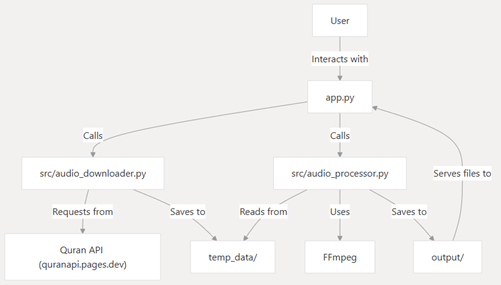 User
Interacts with
app.py
Calls
Calls
src/audio_downloader.py
src/audio_processor.py
Serves files to
Requests from
Saves to
Reads from
Uses
Saves to
Quran API
(quranapi.pages.dev)
temp_data/
FFmpeg
output/